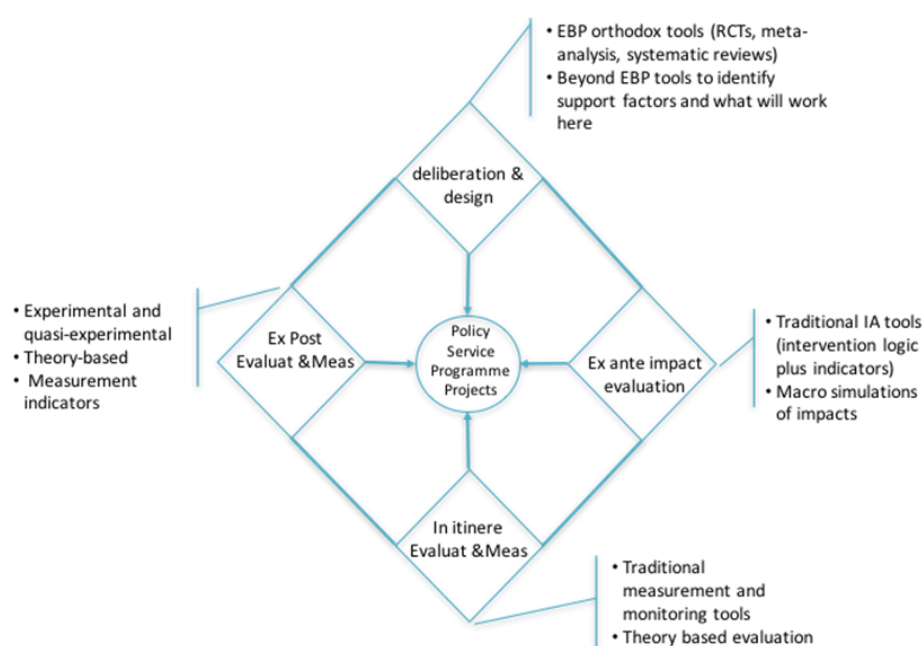 • EBP orthodox tools (RCTs, meta-
analysis, systematic reviews)
• Beyond EBP tools to identify
support factors and what will work
here
deliberation &
design
• Experimental and
quasi-experimental
• Theory-based
• Measurement
indicators
Ex Post
Evaluat &Meas
Policy
Service
Programme
Projects
Ex ante impact
evaluation
• Traditional IA tools
(intervention logic
plus indicators)
• Macro simulations
of impacts
In itinere
Evaluat &Meas
• Traditional
measurement and
monitoring tools
• Theory based evaluation